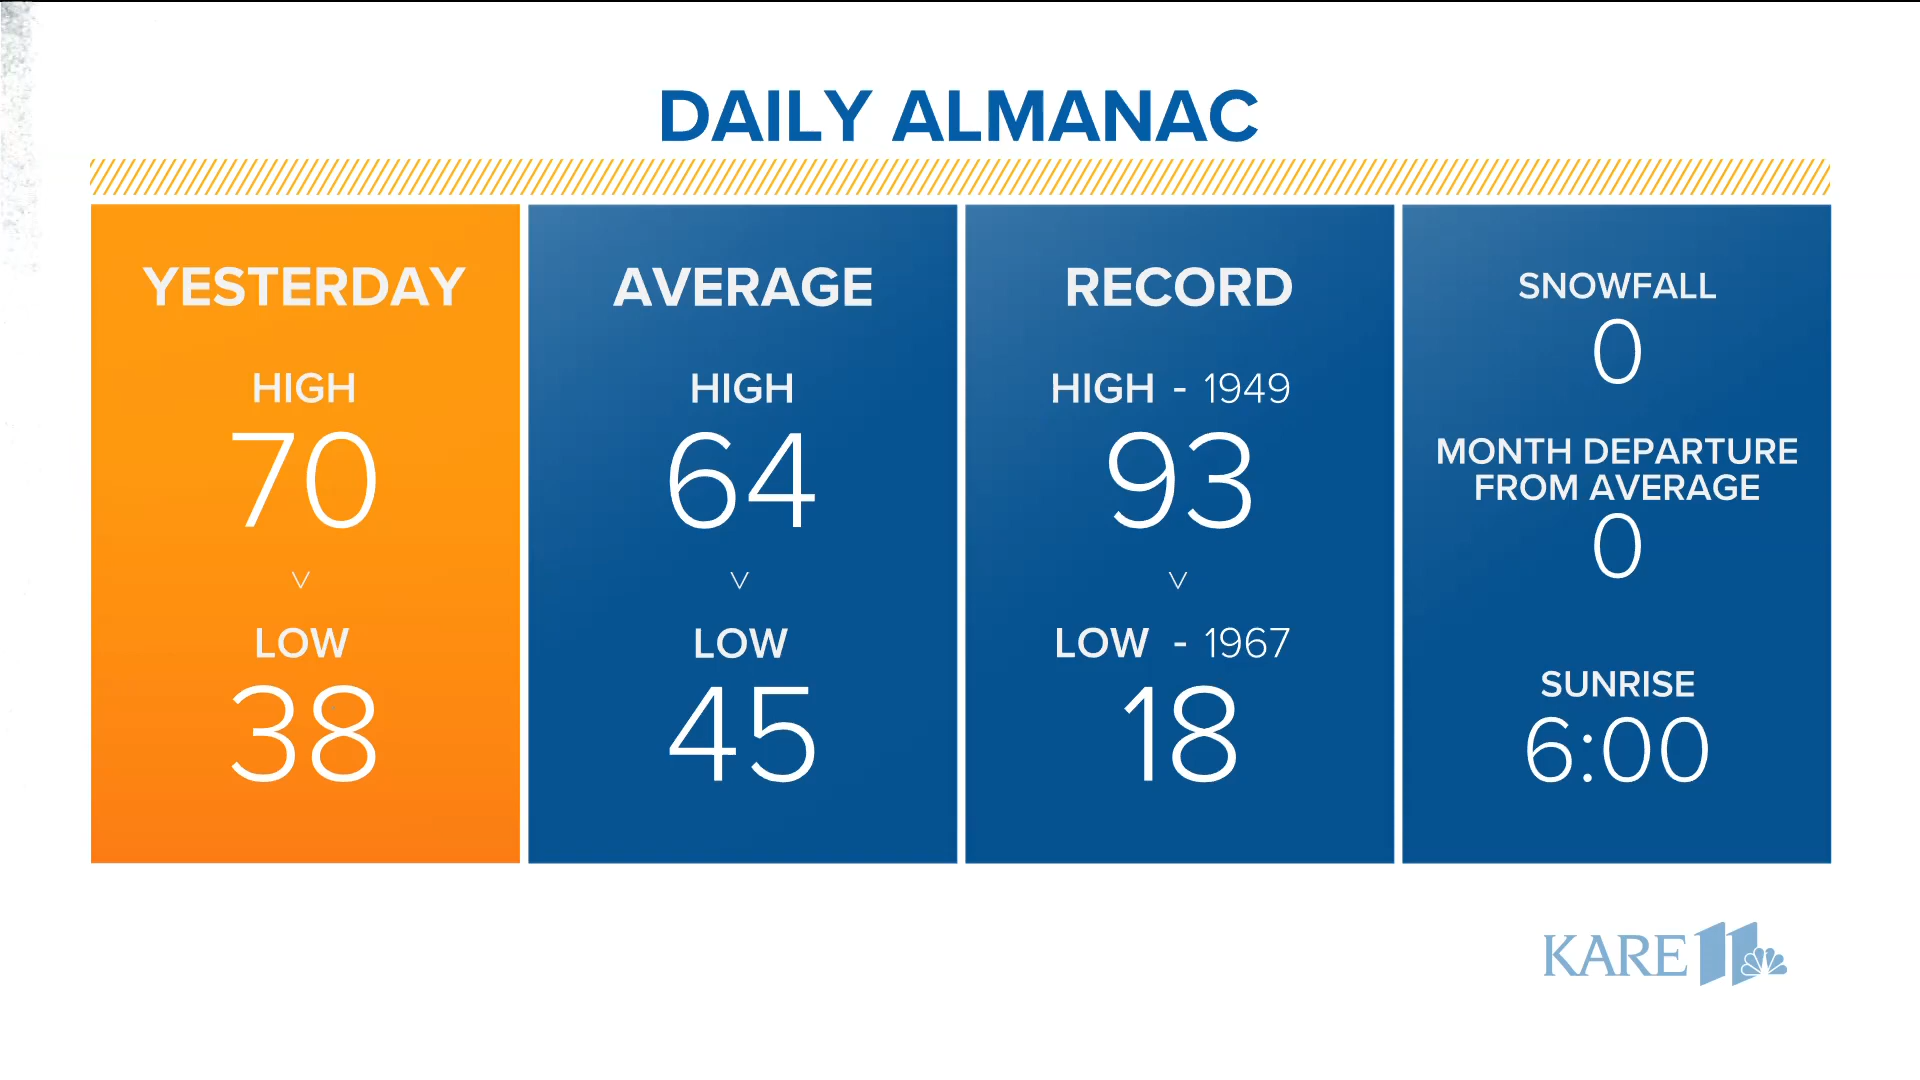 DAILY ALMANAC
YESTERDAY
HIGH
70
LOW
38
AVERAGE
HIGH
64
LOW
45
RECORD
HIGH - 1949
93
LOW - 1967
18
SNOWFALL
0
MONTH DEPARTURE
FROM AVERAGE
0
SUNRISE
6:00
KARE 11